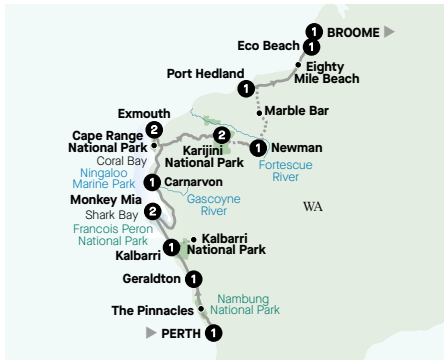 1 BROOME
Eco Beach 1
Eighty
Mile Beach
Port Hedland
1
Marble Bar
Exmouth
2
Cape Range
National Park
2
Karijini
National Park
1 Newman
Fortescue
River
Coral Bay
Ningaloo
Marine Park
1 Carnarvon
Gascoyne
River
Monkey Mia
2
Shark Bay
WA
Francois Peron
National Park
Kalbarri
National Park
1
Kalbarri
Geraldton 1
Nambung
National Park
The Pinnacles
PERTH 1